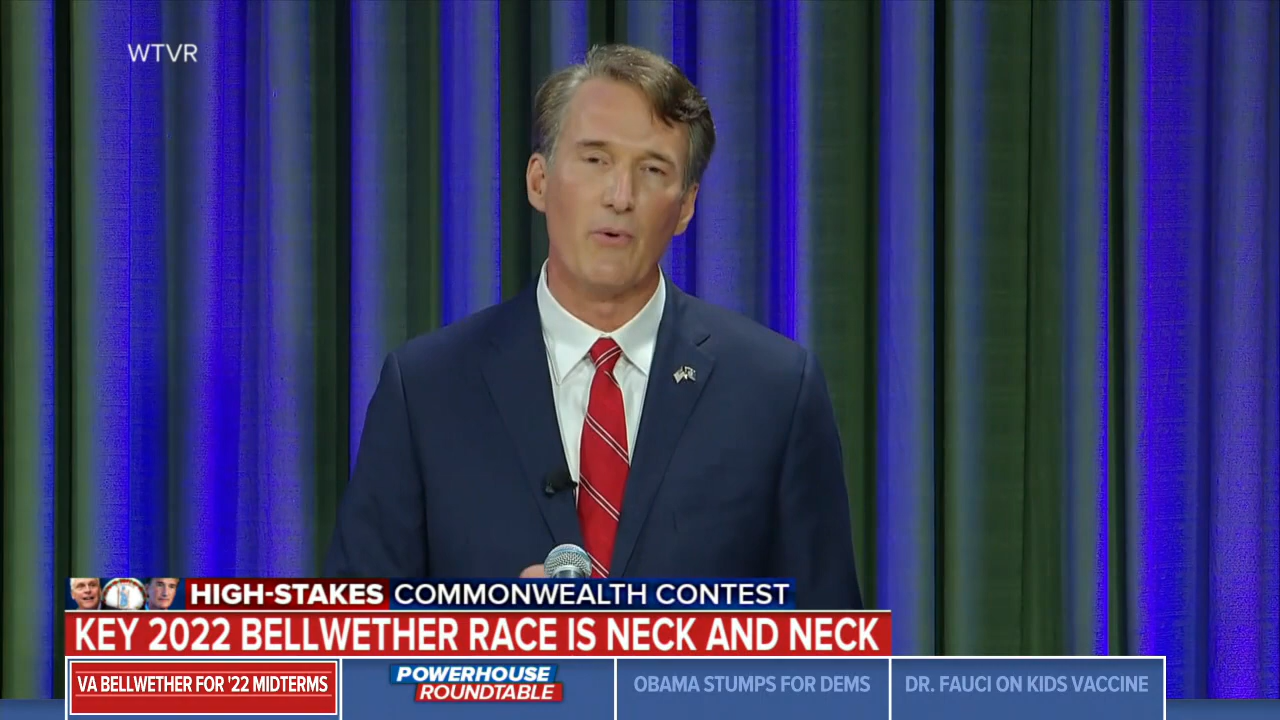 WTVR
HIGH-STAKES COMMONWEALTH CONTEST
KEY 2022 BELLWETHER RACE IS NECK AND NECK
VA BELLWETHER FOR '22 MIDTERMS
POWERHOUSE
ROUNDTABLE
OBAMA STUMPS FOR DEMS
DR. FAUCI ON KIDS VACCINE